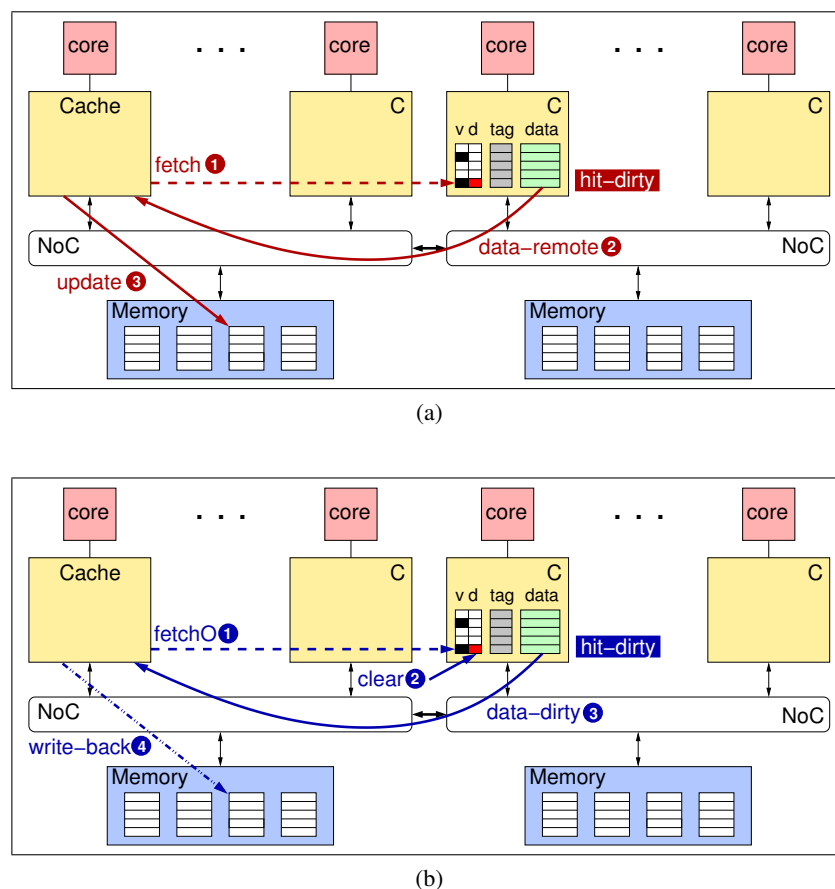 core . . . core core . . . core
Cache C C C
v d tag data
fetch 1
hit-dirty
NoC data-remote 2 NoC
update 3
Memory Memory
(a)
core . . . core core . . . core
Cache C C C
v d tag data
fetchO 1
hit-dirty
clear 2
NoC data-dirty 3 NoC
write-back 4
Memory Memory
(b)